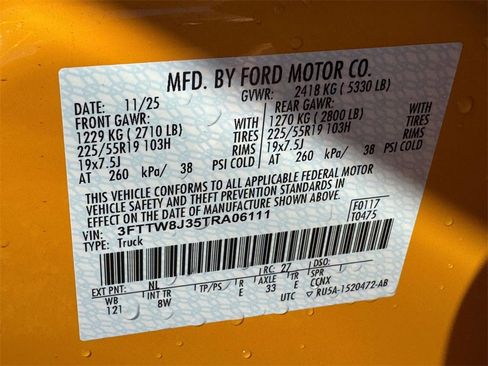 MFD. BY FORD MOTOR CO.
DATE: 11/25 GVWR: 2418 KG ( 5330 LB)
FRONT GAWR: REAR GAWR:
1229 KG ( 2710 LB) WITH 1270 KG ( 2800 LB) WITH
225/55R19 103H TIRES 225/55R19 103H TIRES
19x7.5J RIMS 19x7.5J RIMS
AT 260 kPa/ 38 PSI COLD AT 260 kPa/ 38 PSI COLD
THIS VEHICLE CONFORMS TO ALL APPLICABLE FEDERAL MOTOR
VEHICLE SAFETY AND THEFT PREVENTION STANDARDS IN
EFFECT ON THE DATE OF MANUFACTURE SHOWN ABOVE.
VIN: 3FTTW8J35TRA06111 F0117
TYPE: Truck T0475
RC: 27 DSO:
EXT PNT: NL
WB INT TR TP/PS R AXLE TR SPR
121 8W E 33 E CCNX
UTC RU5A-1520472-AB